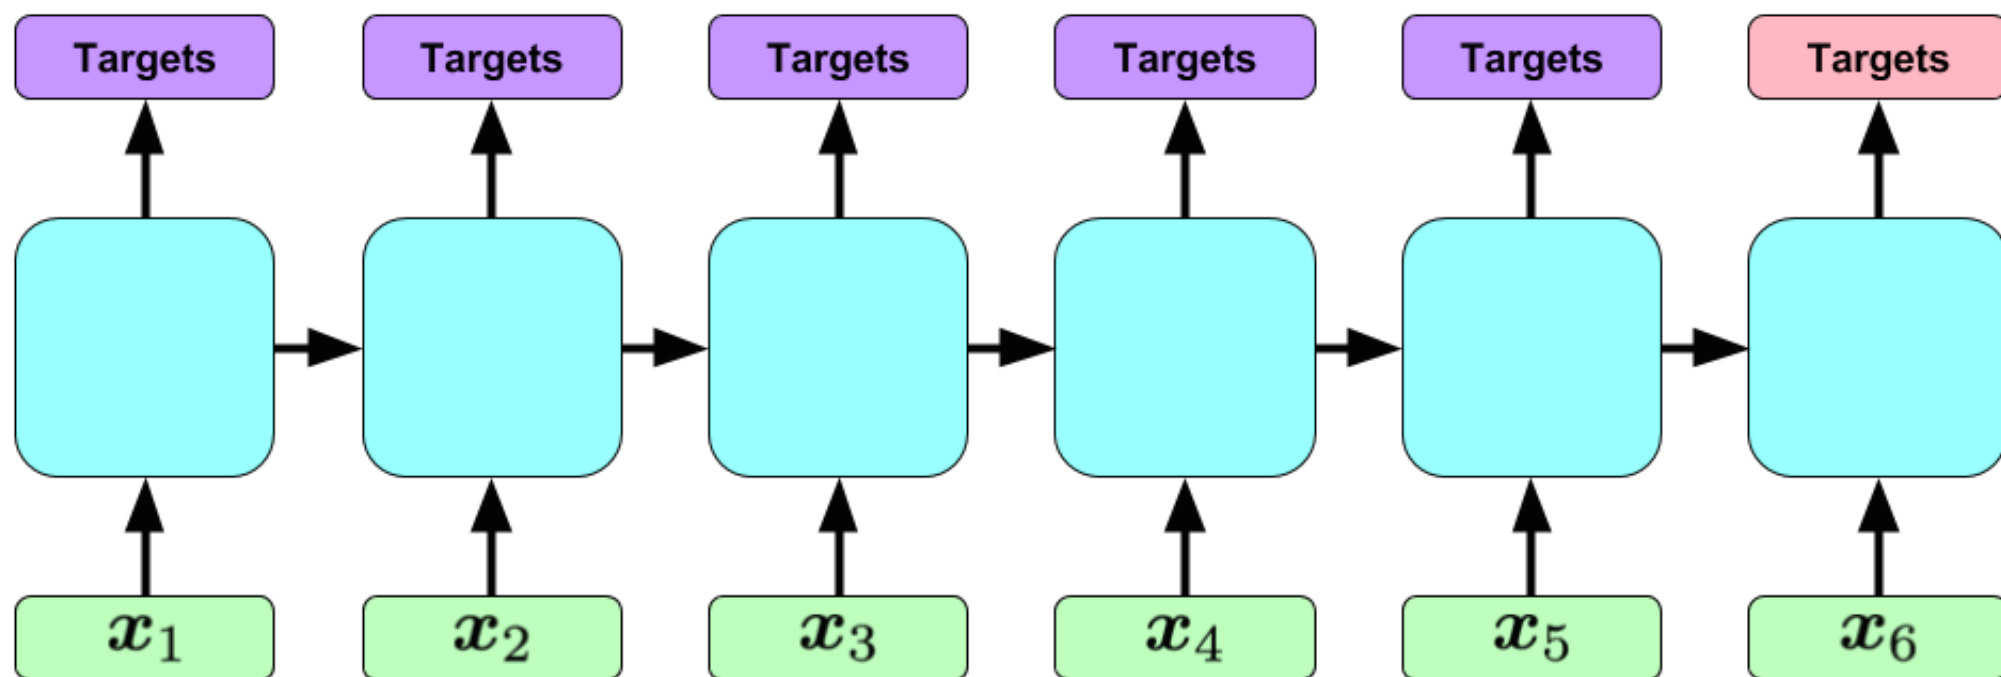 Targets Targets Targets Targets Targets Targets
x₁ x₂ x₃ x₄ x₅ x₆